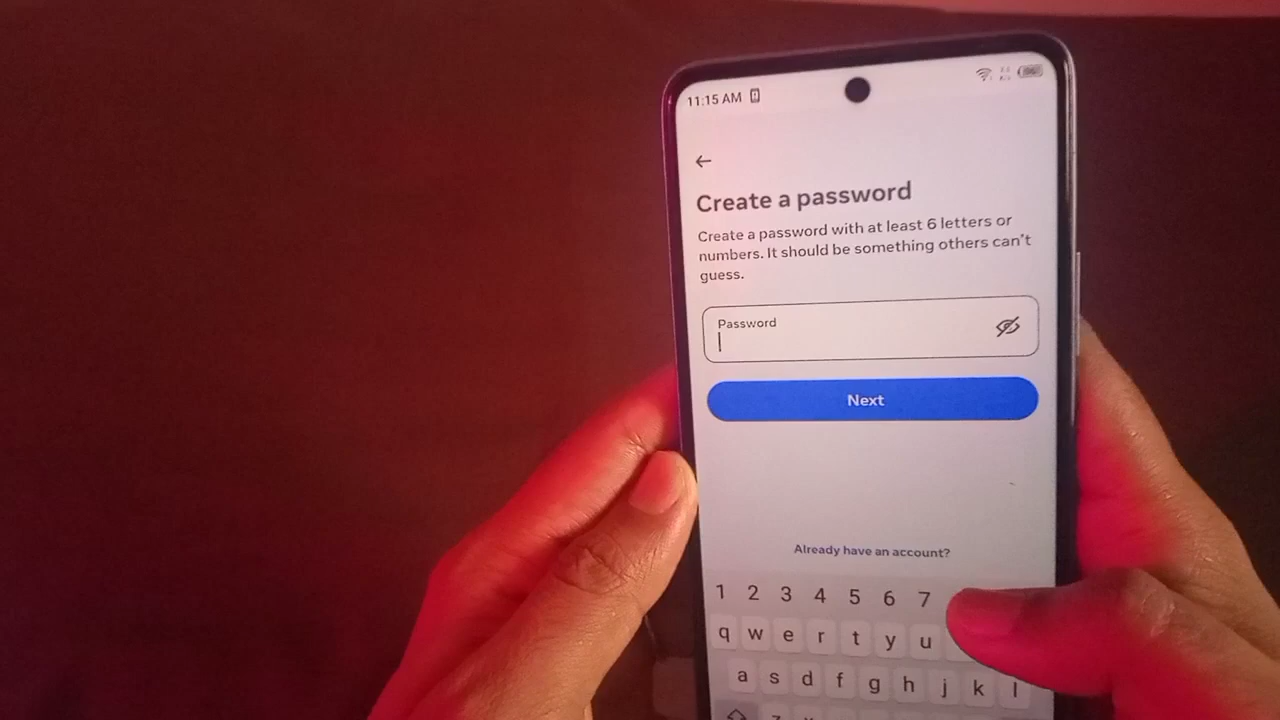 11:15 AM
Create a password
Create a password with at least 6 letters or
numbers. It should be something others can't
guess.
Password
Next
Already have an account?
1 2 3 4 5 6 7
q w e r t y u
a s d f g h j k l